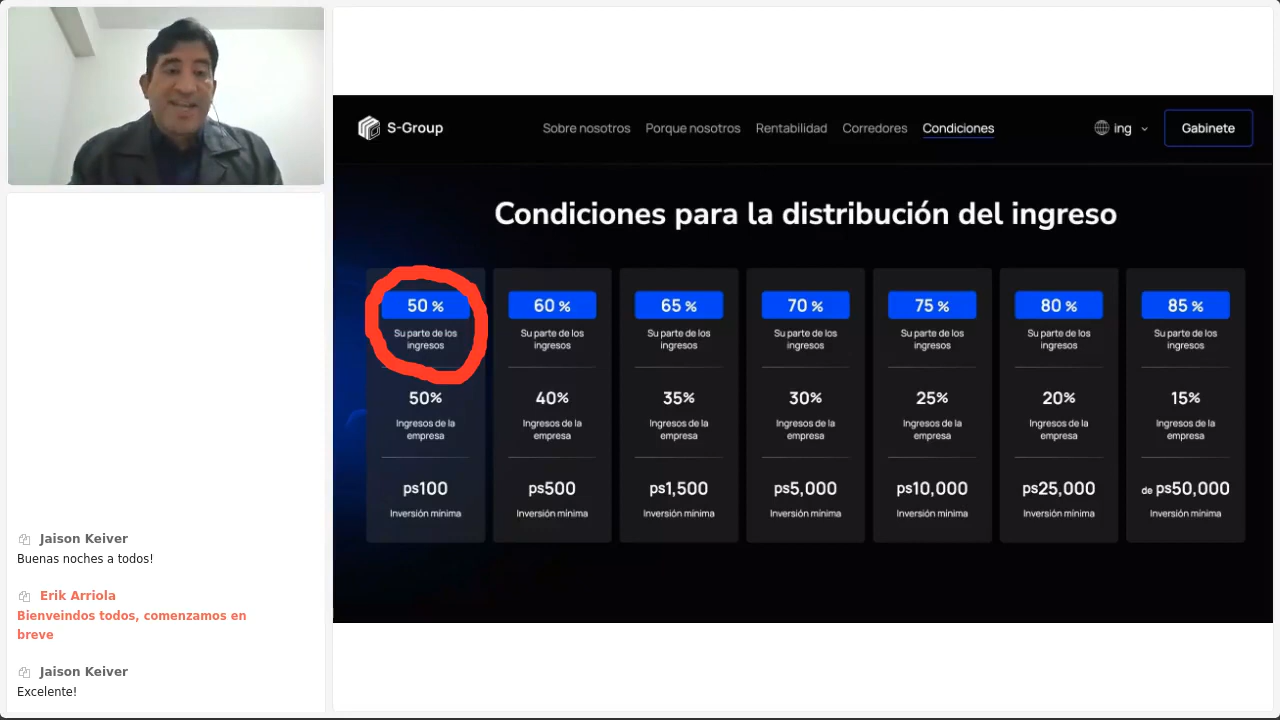 S-Group
Sobre nosotros
Porque nosotros
Rentabilidad
Corredores
Condiciones
ing
Gabinete
Condiciones para la distribución del ingreso
50 %
Su parte de los
ingresos
50%
Ingresos de la
empresa
ps100
Inversión mínima
60 %
Su parte de los
ingresos
40%
Ingresos de la
empresa
ps500
Inversión mínima
65 %
Su parte de los
ingresos
35%
Ingresos de la
empresa
ps1,500
Inversión mínima
70 %
Su parte de los
ingresos
30%
Ingresos de la
empresa
ps5,000
Inversión mínima
75 %
Su parte de los
ingresos
25%
Ingresos de la
empresa
ps10,000
Inversión mínima
80 %
Su parte de los
ingresos
20%
Ingresos de la
empresa
ps25,000
Inversión mínima
85 %
Su parte de los
ingresos
15%
Ingresos de la
empresa
de ps50,000
Inversión mínima
Jaison Keiver
Buenas noches a todos!
Erik Arriola
Bienveindos todos, comenzamos en
breve
Jaison Keiver
Excelente!